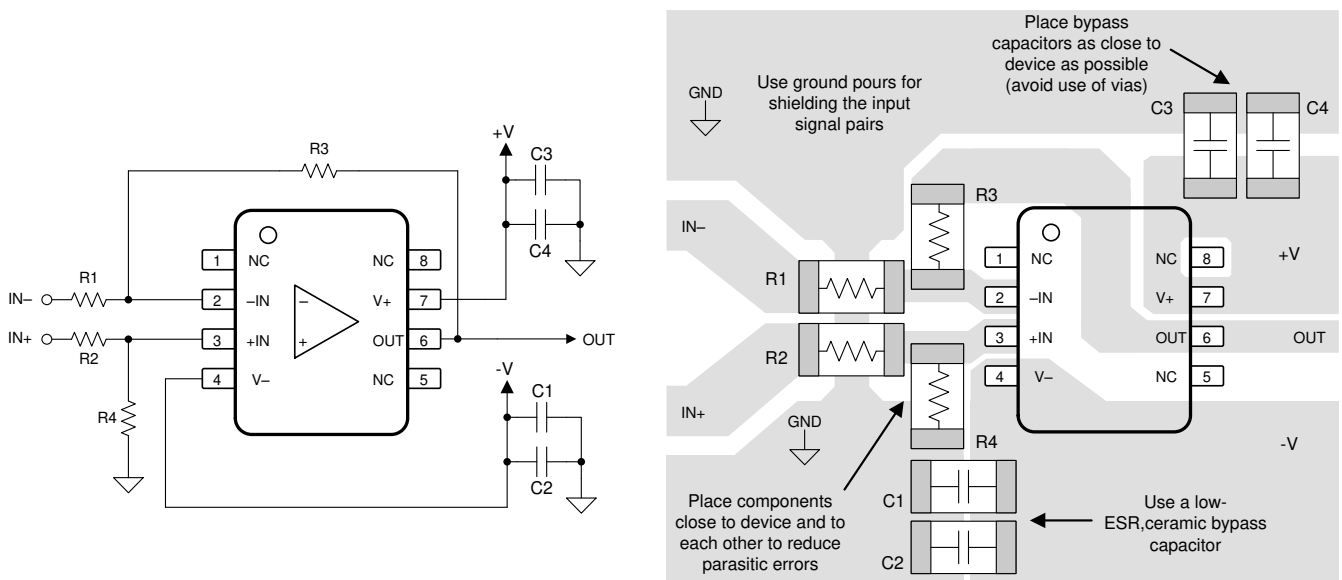 +V
C3
C4
R3
R1
IN–
IN+
R2
R4
1
NC
2
–IN
3
+IN
4
V–
–
+
NC
8
V+
7
OUT
6
NC
5
OUT
-V
C1
C2
Place bypass
capacitors as close to
device as possible
(avoid use of vias)
Use ground pours for
shielding the input
signal pairs
GND
C3
C4
R3
IN–
R1
R2
IN+
GND
R4
1
NC
2
–IN
3
+IN
4
V–
NC
8
V+
7
OUT
6
NC
5
+V
OUT
-V
C1
C2
Place components
close to device and to
each other to reduce
parasitic errors
Use a low-
ESR,ceramic bypass
capacitor